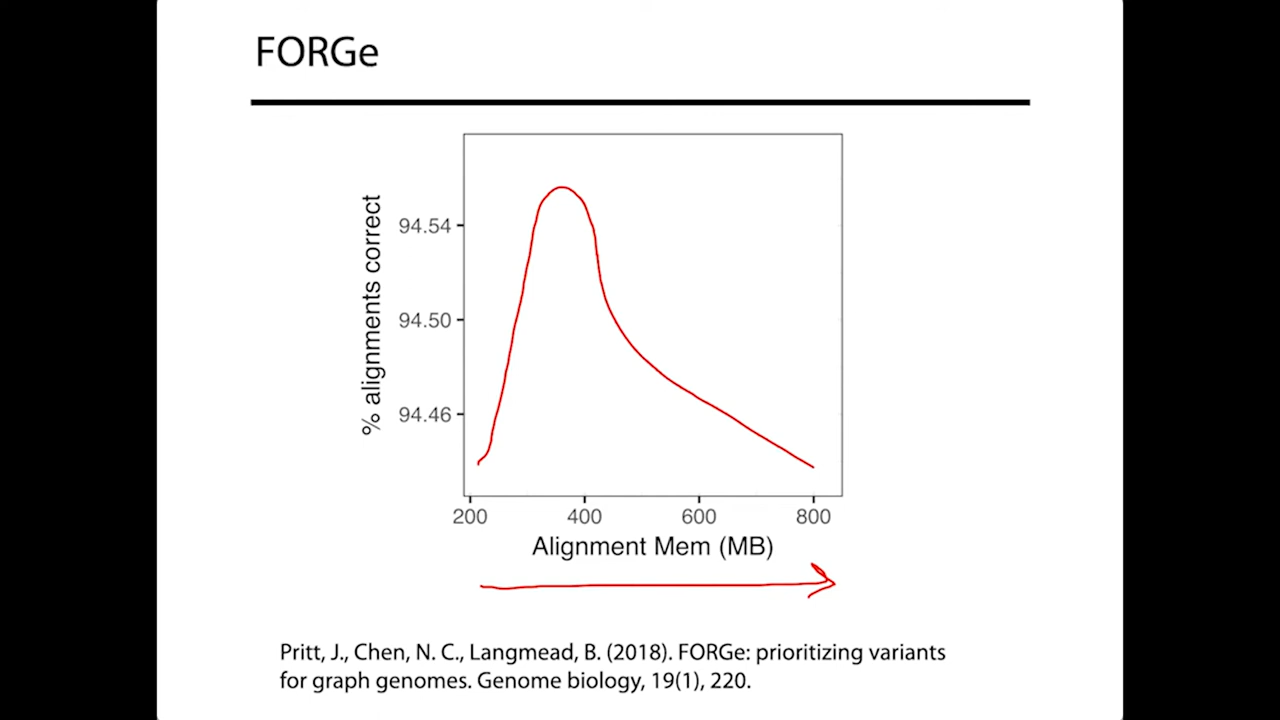 FORGe
% alignments correct
94.54
94.50
94.46
200 400 600 800
Alignment Mem (MB)
Pritt, J., Chen, N. C., Langmead, B. (2018). FORGe: prioritizing variants
for graph genomes. Genome biology, 19(1), 220.